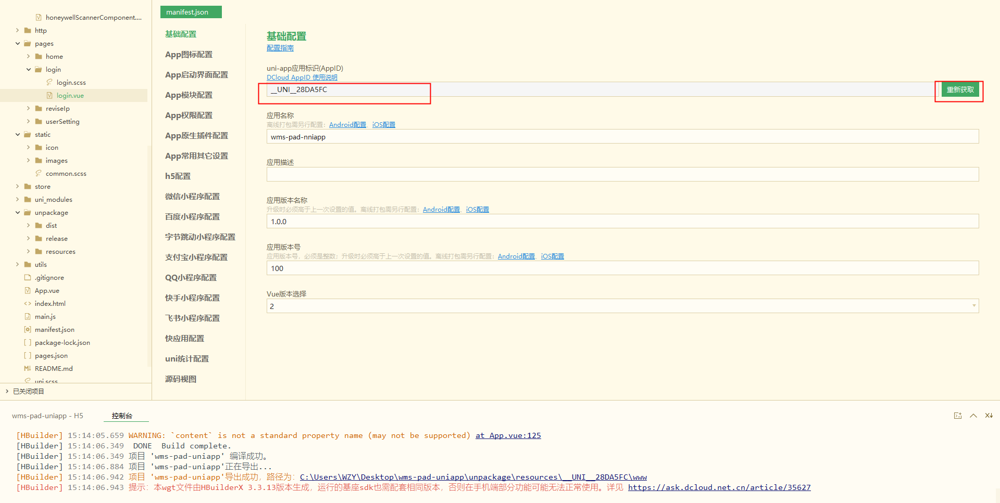 honeywellScannerComponent....
http
pages
home
login
login.scss
login.vue
reviseIp
userSetting
static
icon
images
common.scss
store
uni_modules
unpackage
dist
release
resources
utils
.gitignore
App.vue
index.html
main.js
manifest.json
package-lock.json
pages.json
README.md
uni.scss
已关闭项目
manifest.json
基础配置
App图标配置
App启动界面配置
App模块配置
App权限配置
App原生插件配置
App常用其它设置
h5配置
微信小程序配置
百度小程序配置
字节跳动小程序配置
支付宝小程序配置
QQ小程序配置
快手小程序配置
飞书小程序配置
快应用配置
uni统计配置
源码视图
基础配置
配置指南
uni-app应用标识(AppID)
DCloud AppID 使用说明
__UNI__28DA5FC
重新获取
应用名称
离线打包需另行配置：Android配置、iOS配置
wms-pad-nniapp
应用描述
应用版本名称
升级时必须高于上一次设置的值。离线打包需另行配置：Android配置、iOS配置
1.0.0
应用版本号
应用版本号，必须是整数；升级时必须高于上一次设置的值。离线打包需另行配置：Android配置、iOS配置
100
Vue版本选择
2
wms-pad-uniapp - H5
控制台
[HBuilder] 15:14:05.659 WARNING: `content` is not a standard property name (may not be supported) at App.vue:125
[HBuilder] 15:14:06.349  DONE  Build complete.
[HBuilder] 15:14:06.349 项目 'wms-pad-uniapp' 编译成功。
[HBuilder] 15:14:06.884 项目 'wms-pad-uniapp'正在导出...
[HBuilder] 15:14:06.942 项目 'wms-pad-uniapp'导出成功，路径为：C:\Users\WZY\Desktop\wms-pad-uniapp\unpackage\resources\__UNI__28DA5FC\www
[HBuilder] 15:14:06.943 提示：本wgt文件由HBuilderX 3.3.13版本生成，运行的基座sdk也需配套相同版本，否则在手机端部分功能可能无法正常使用。详见 https://ask.dcloud.net.cn/article/35627